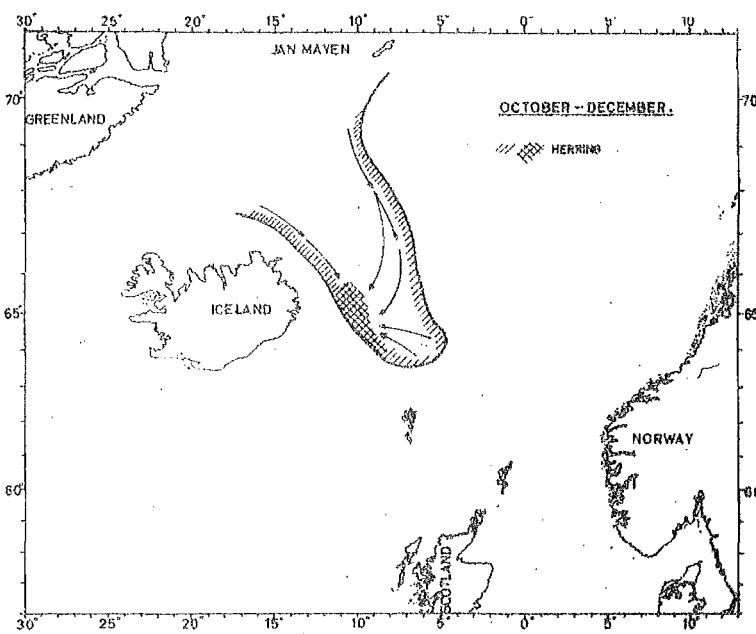 30° 25° 20° 15° 10° 5° 0° 5° 10°
JAN MAYEN
70° 70
OCTOBER - DECEMBER.
GREENLAND
HERRING
65° ICELAND 65
NORWAY
60° 60
SCOTLAND
30° 25° 20° 15° 10° 5° 0° 5° 10°